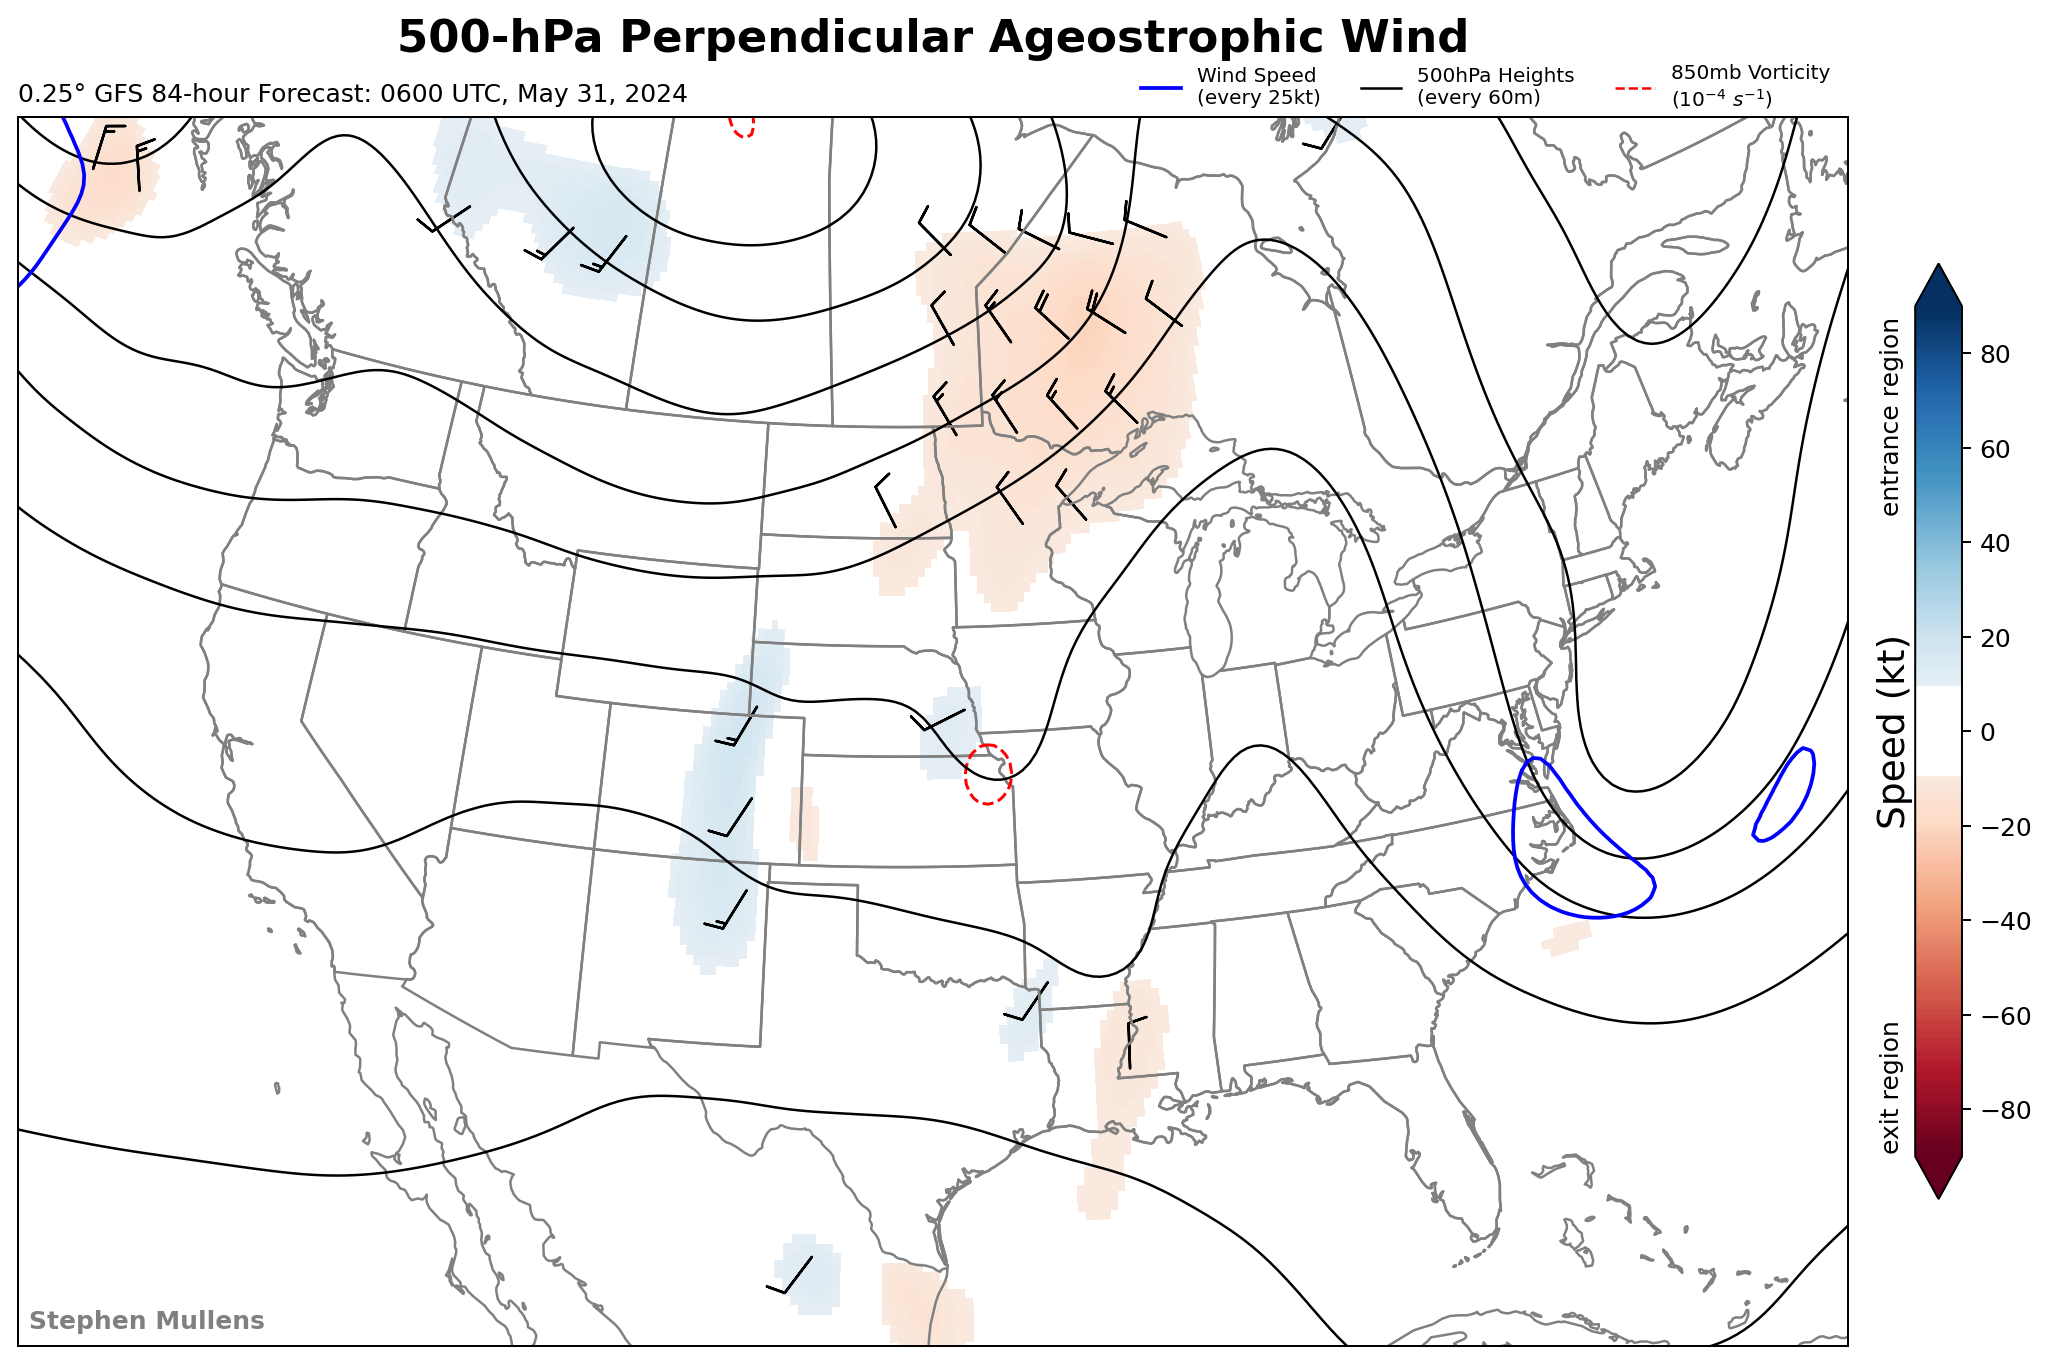 500-hPa Perpendicular Ageostrophic Wind
0.25° GFS 84-hour Forecast: 0600 UTC, May 31, 2024
Wind Speed
(every 25kt)
500hPa Heights
(every 60m)
850mb Vorticity
(10⁻⁴ s⁻¹)
entrance region
Speed (kt)
exit region
80
60
40
20
0
−20
−40
−60
−80
Stephen Mullens